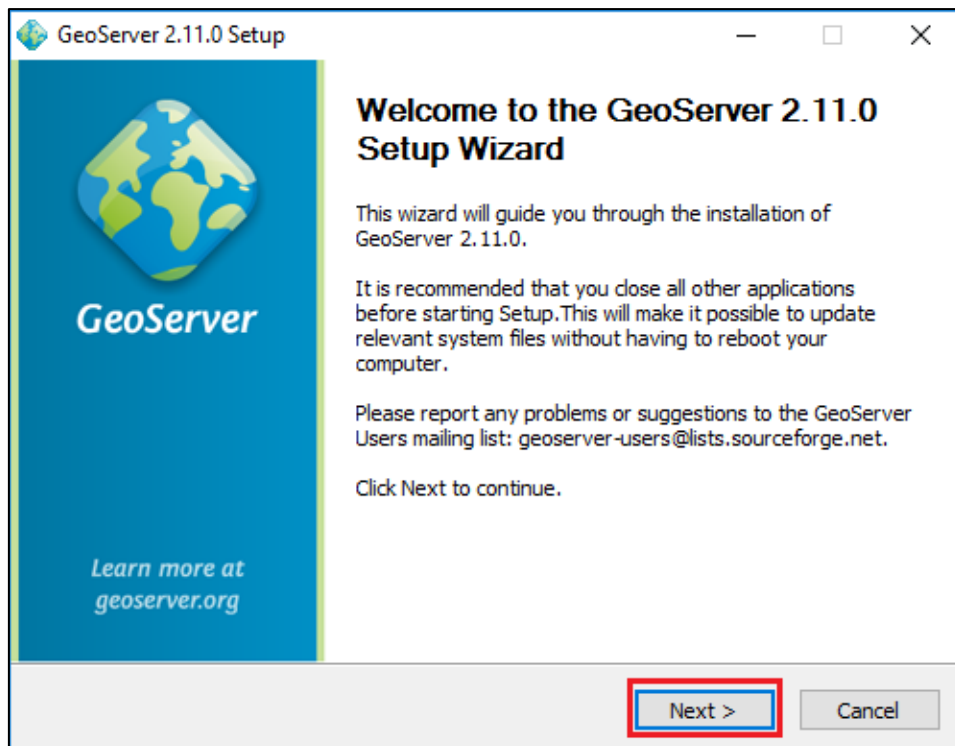 GeoServer 2.11.0 Setup
Welcome to the GeoServer 2.11.0
Setup Wizard
This wizard will guide you through the installation of
GeoServer 2.11.0.
It is recommended that you close all other applications
before starting Setup.This will make it possible to update
relevant system files without having to reboot your
computer.
Please report any problems or suggestions to the GeoServer
Users mailing list: geoserver-users@lists.sourceforge.net.
Click Next to continue.
GeoServer
Learn more at
geoserver.org
Next >
Cancel